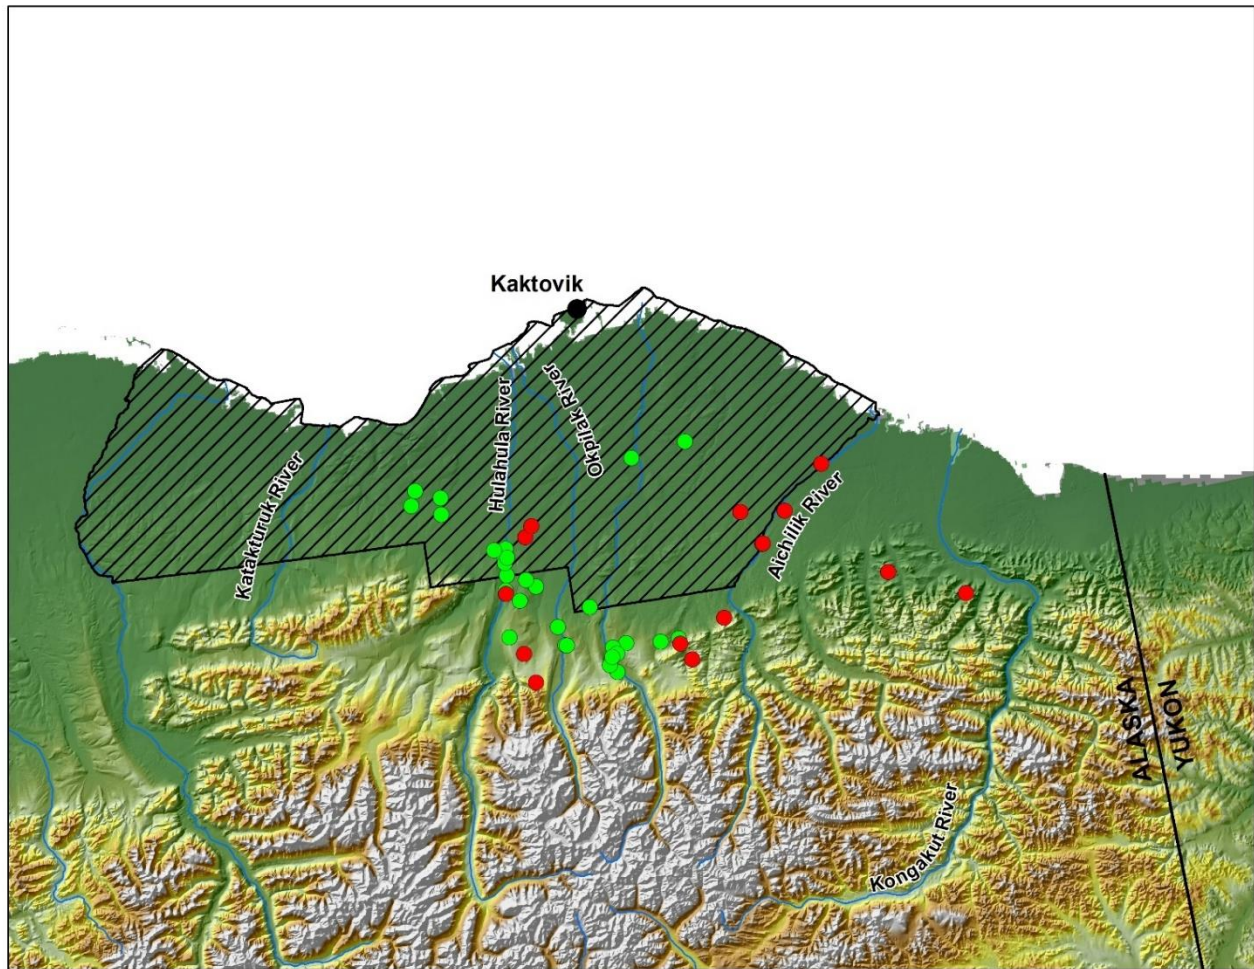 Kaktovik
Hulahula River
Okpilak River
Katakturuk River
Aichilik River
ALASKA
YUKON
Kongakut River